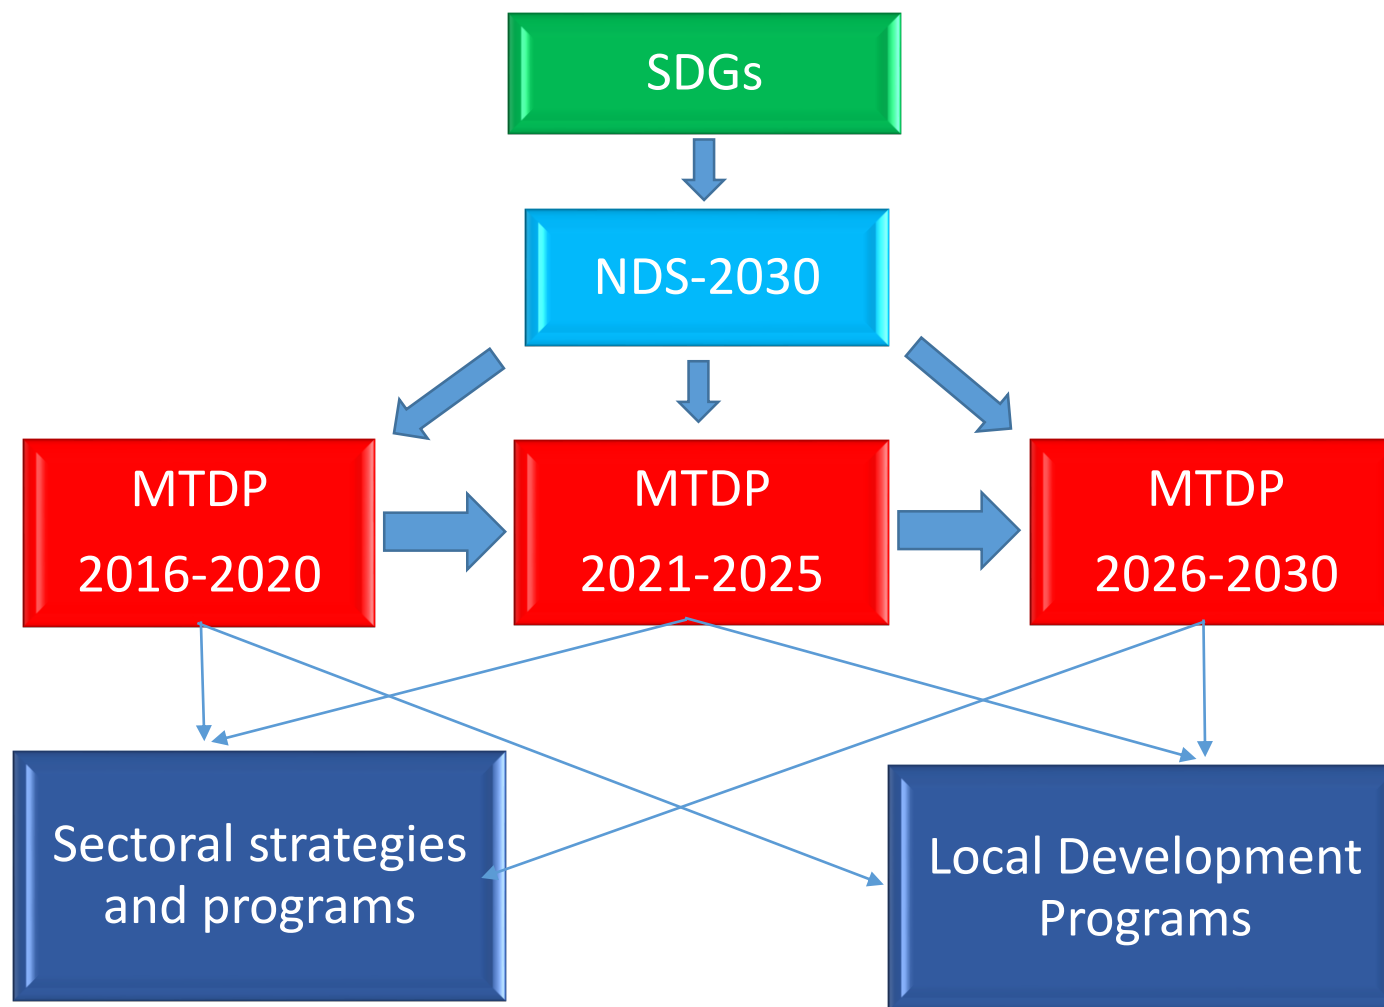 SDGs
NDS-2030
MTDP
2016-2020
MTDP
2021-2025
MTDP
2026-2030
Sectoral strategies
and programs
Local Development
Programs